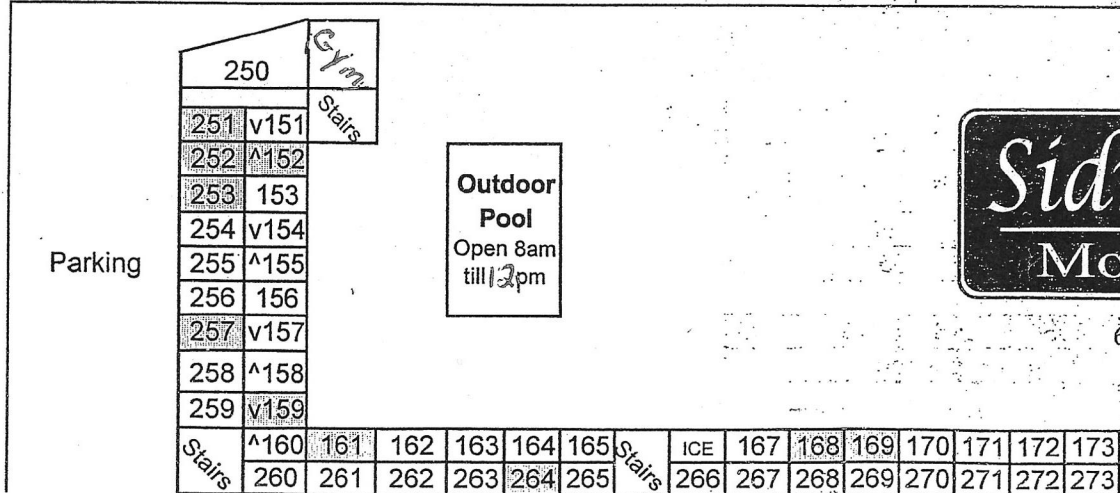 Gym
250
Stairs
251 v151
252 ^152
253 153
254 v154
255 ^155
256 156
257 v157
258 ^158
259 v159
Parking
Outdoor
Pool
Open 8am
till 12pm
Stairs
^160 161 162 163 164 165 Stairs ICE 167 168 169 170 171 172 173
260 261 262 263 264 265 266 267 268 269 270 271 272 273